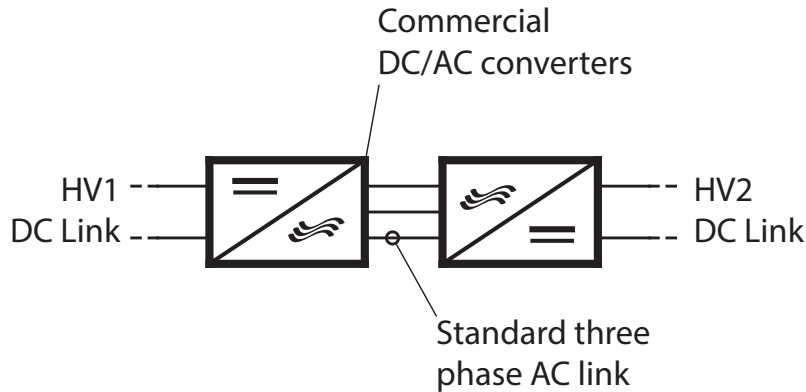 Commercial
DC/AC converters
HV1
DC Link
HV2
DC Link
Standard three
phase AC link